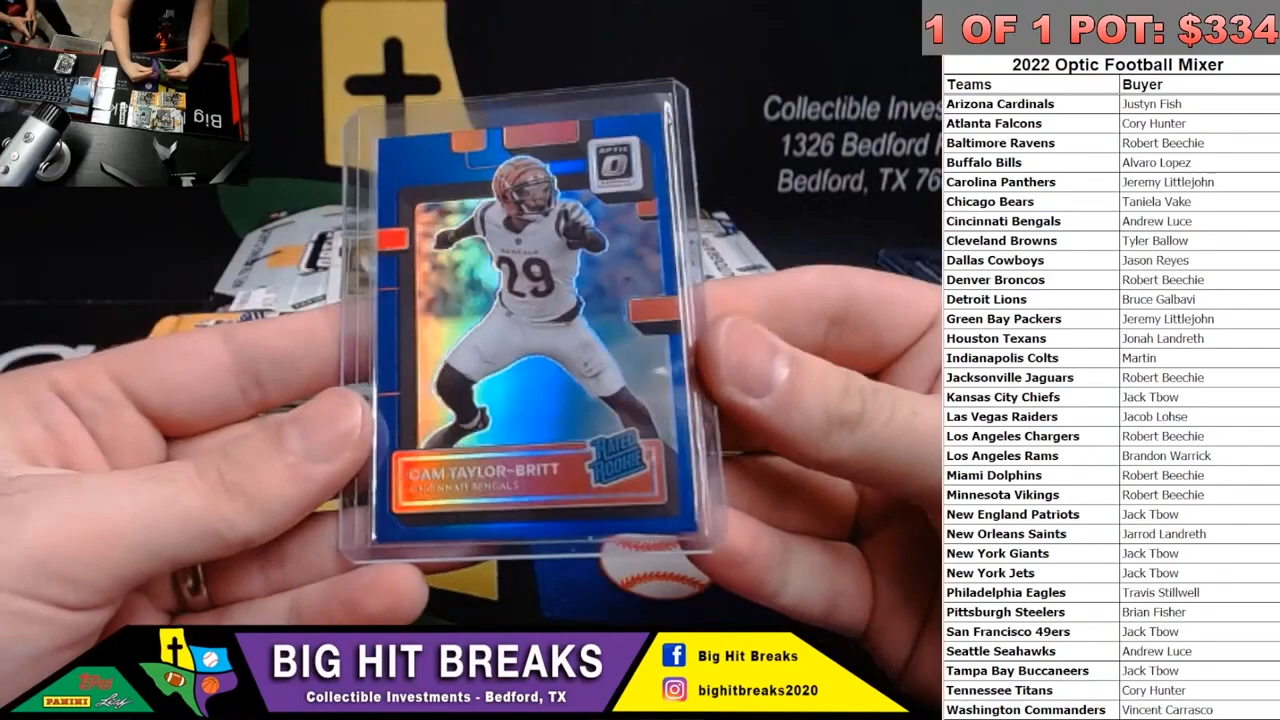 1 OF 1 POT: $334
2022 Optic Football Mixer
Teams Buyer
Arizona Cardinals Justyn Fish
Atlanta Falcons Cory Hunter
Baltimore Ravens Robert Beechie
Buffalo Bills Alvaro Lopez
Carolina Panthers Jeremy Littlejohn
Chicago Bears Taniela Vake
Cincinnati Bengals Andrew Luce
Cleveland Browns Tyler Ballow
Dallas Cowboys Jason Reyes
Denver Broncos Robert Beechie
Detroit Lions Bruce Galbavi
Green Bay Packers Jeremy Littlejohn
Houston Texans Jonah Landreth
Indianapolis Colts Martin
Jacksonville Jaguars Robert Beechie
Kansas City Chiefs Jack Tbow
Las Vegas Raiders Jacob Lohse
Los Angeles Chargers Robert Beechie
Los Angeles Rams Brandon Warrick
Miami Dolphins Robert Beechie
Minnesota Vikings Robert Beechie
New England Patriots Jack Tbow
New Orleans Saints Jarrod Landreth
New York Giants Jack Tbow
New York Jets Jack Tbow
Philadelphia Eagles Travis Stillwell
Pittsburgh Steelers Brian Fisher
San Francisco 49ers Jack Tbow
Seattle Seahawks Andrew Luce
Tampa Bay Buccaneers Jack Tbow
Tennessee Titans Cory Hunter
Washington Commanders Vincent Carrasco
Collectible Inves
1326 Bedford
Bedford, TX 76
Big
OPTIC
BENGALS
29
CAM TAYLOR-BRITT
CINCINNATI BENGALS
RATED
ROOKIE
Topps
PANINI Leaf
BIG HIT BREAKS
Collectible Investments - Bedford, TX
f Big Hit Breaks
bighitbreaks2020